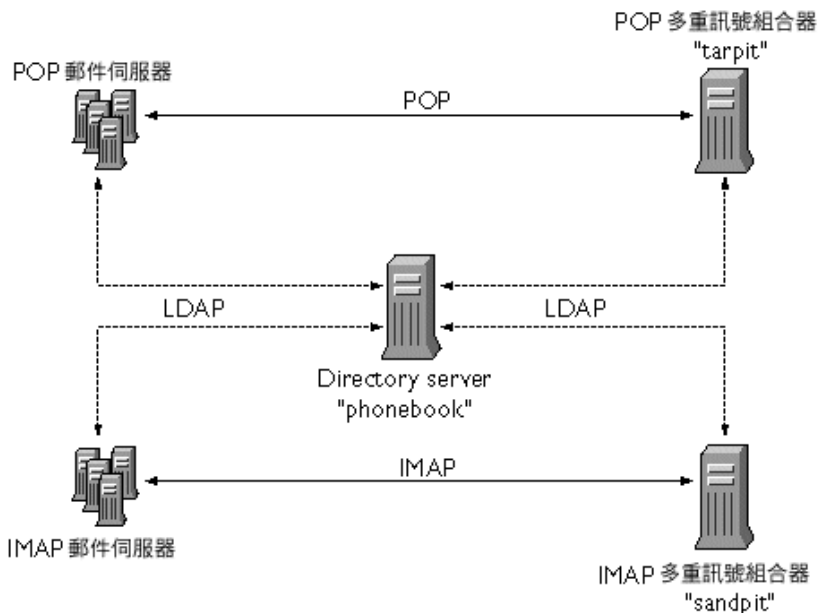 POP 多重訊號組合器
"tarpit"
POP 郵件伺服器
POP
LDAP
LDAP
Directory server
"phonebook"
IMAP
IMAP 郵件伺服器
IMAP 多重訊號組合器
"sandpit"